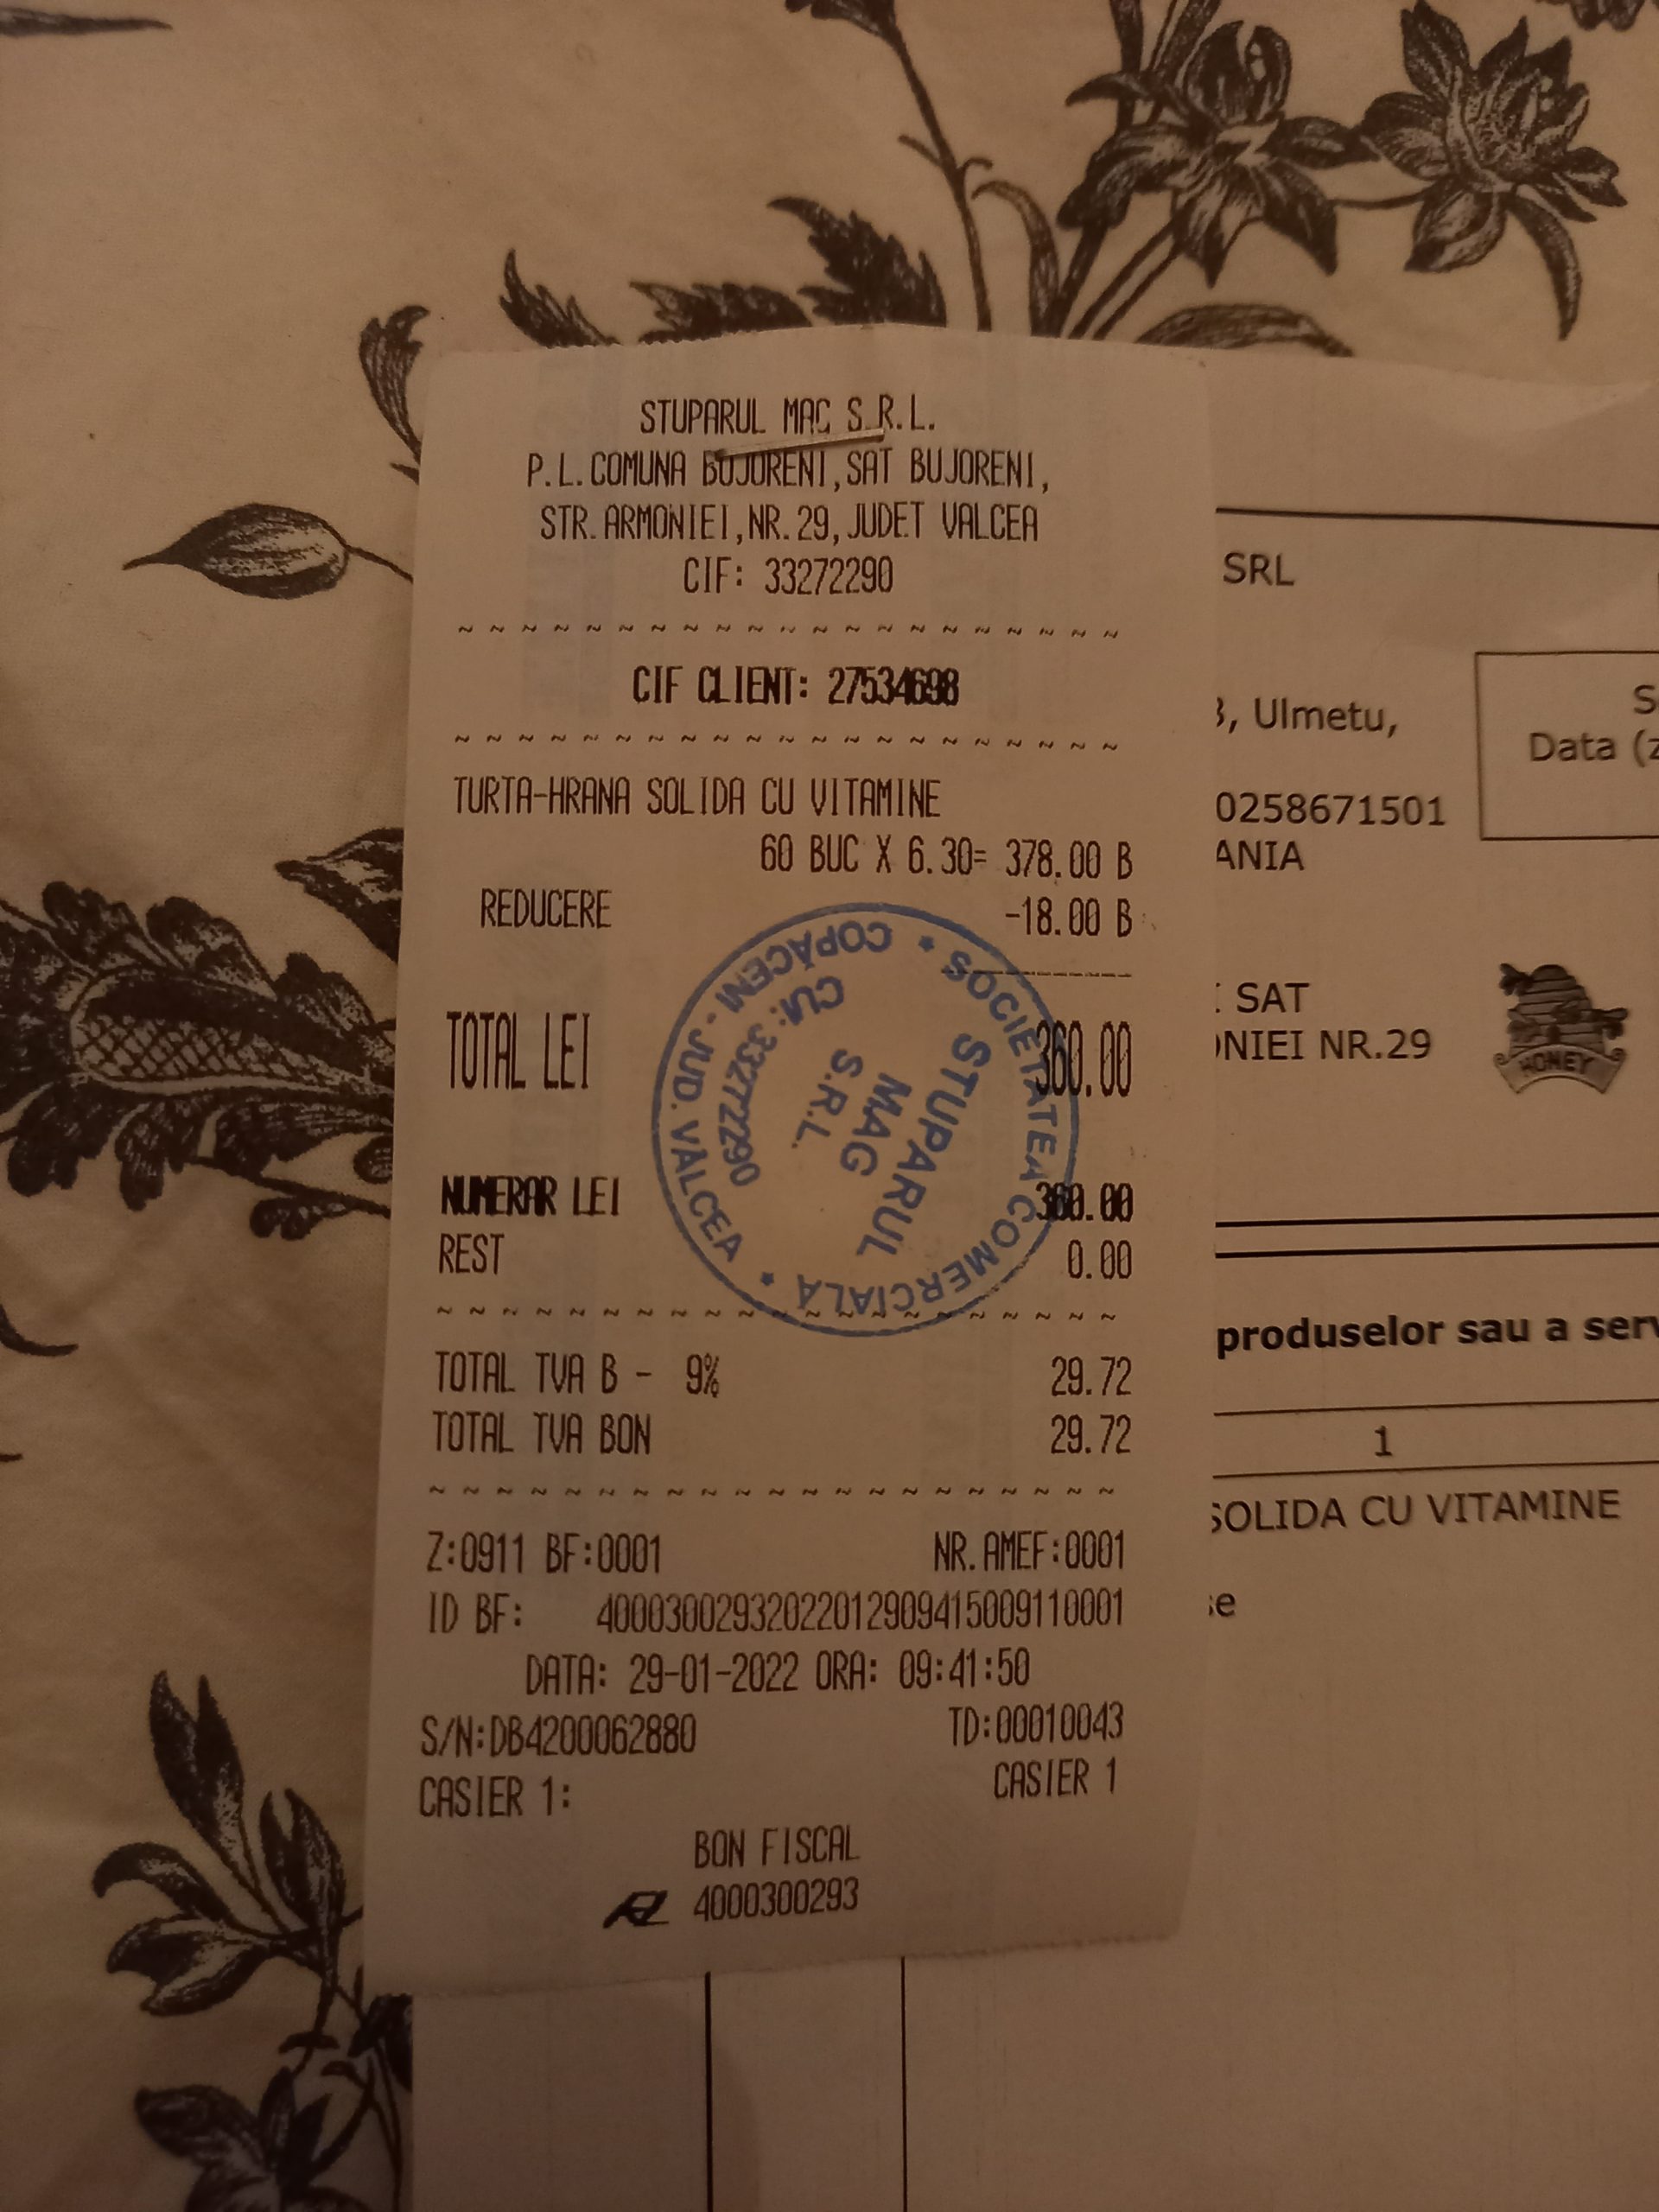 STUPARUL MAG S.R.L.
P.L.COMUNA BUJORENI,SAT BUJORENI,
STR.ARMONIEI,NR.29,JUDET VALCEA
CIF: 33272290
~ ~ ~ ~ ~ ~ ~ ~ ~ ~ ~ ~ ~ ~ ~ ~ ~ ~ ~ ~ ~
CIF CLIENT: 27534698
~ ~ ~ ~ ~ ~ ~ ~ ~ ~ ~ ~ ~ ~ ~ ~ ~ ~ ~ ~ ~
TURTA-HRANA SOLIDA CU VITAMINE
60 BUC X 6.30= 378.00 B
REDUCERE -18.00 B
TOTAL LEI 360.00
NUMERAR LEI 360.00
REST 0.00
~ ~ ~ ~ ~ ~ ~ ~ ~ ~ ~ ~ ~ ~ ~ ~ ~ ~ ~ ~ ~
TOTAL TVA B - 9% 29.72
TOTAL TVA BON 29.72
~ ~ ~ ~ ~ ~ ~ ~ ~ ~ ~ ~ ~ ~ ~ ~ ~ ~ ~ ~ ~
Z:0911 BF:0001 NR.AMEF:0001
ID BF: 40003002932022012909415009110001
DATA: 29-01-2022 ORA: 09:41:50
S/N:DB4200062880 TD:00010043
CASIER 1: CASIER 1
BON FISCAL
4000300293
SOCIETATEA COMERCIALA * COPĂCENI - JUD. VÂLCEA *
STUPARUL
MAG
S.R.L.
CUI: 33272290
SRL
, Ulmetu,
Data
0258671501
ANIA
SAT
ONIEI NR.29
HONEY
produselor sau a serv
1
SOLIDA CU VITAMINE